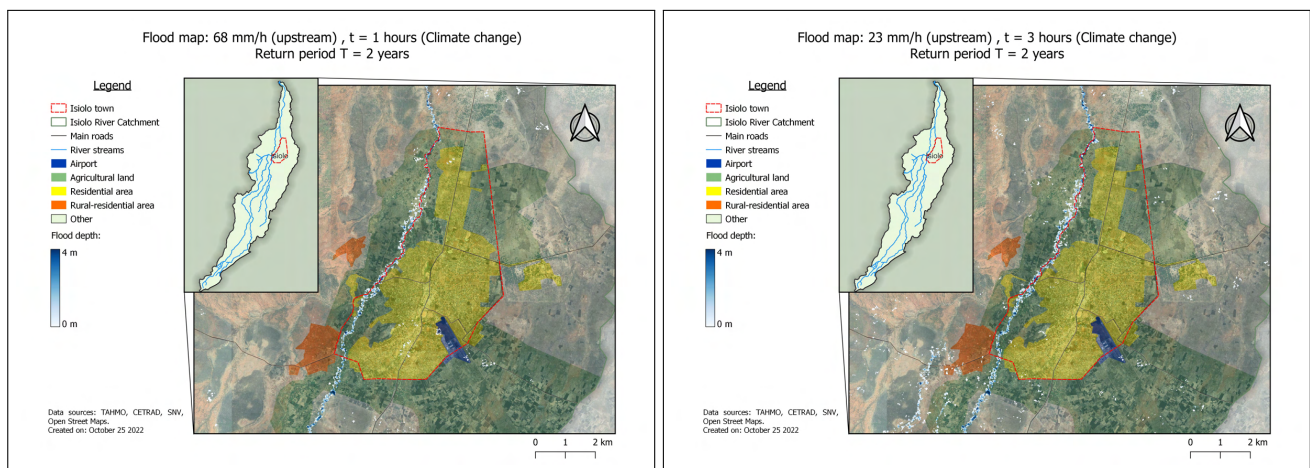 Flood map: 68 mm/h (upstream) , t = 1 hours (Climate change)
Return period T = 2 years
Legend
Isiolo town
Isiolo River Catchment
Main roads
River streams
Airport
Agricultural land
Residential area
Rural-residential area
Other
Flood depth:
4 m
0 m
Isiolo
Data sources: TAHMO, CETRAD, SNV,
Open Street Maps.
Created on: October 25 2022
0 1 2 km
Flood map: 23 mm/h (upstream) , t = 3 hours (Climate change)
Return period T = 2 years
Legend
Isiolo town
Isiolo River Catchment
Main roads
River streams
Airport
Agricultural land
Residential area
Rural-residential area
Other
Flood depth:
4 m
0 m
Isiolo
Data sources: TAHMO, CETRAD, SNV,
Open Street Maps.
Created on: October 25 2022
0 1 2 km